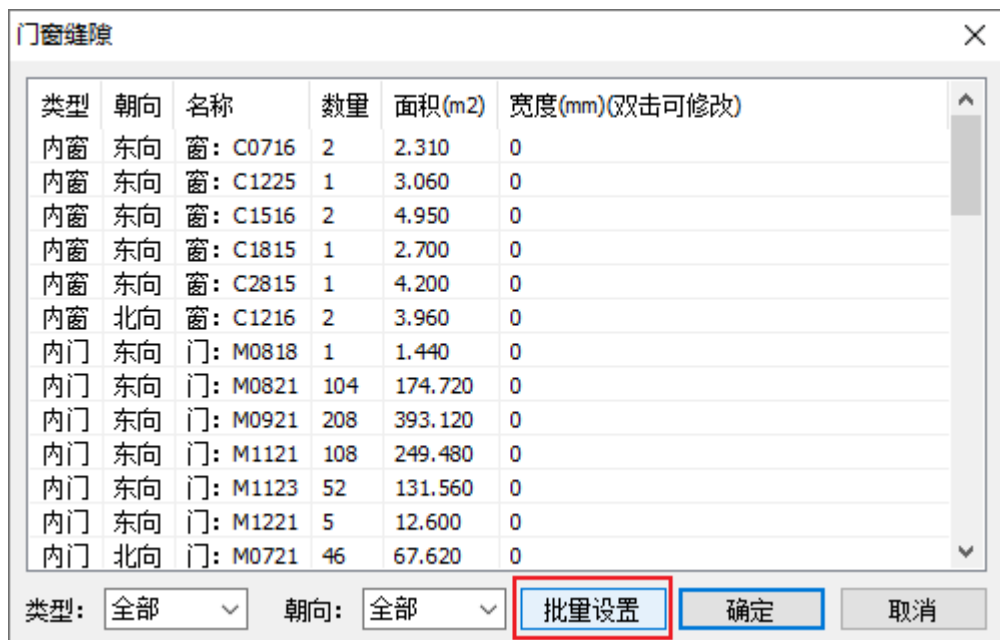 门窗缝隙
类型 朝向 名称 数量 面积(m2) 宽度(mm)(双击可修改)
内窗 东向 窗：C0716 2 2.310 0
内窗 东向 窗：C1225 1 3.060 0
内窗 东向 窗：C1516 2 4.950 0
内窗 东向 窗：C1815 1 2.700 0
内窗 东向 窗：C2815 1 4.200 0
内窗 北向 窗：C1216 2 3.960 0
内门 东向 门：M0818 1 1.440 0
内门 东向 门：M0821 104 174.720 0
内门 东向 门：M0921 208 393.120 0
内门 东向 门：M1121 108 249.480 0
内门 东向 门：M1123 52 131.560 0
内门 东向 门：M1221 5 12.600 0
内门 北向 门：M0721 46 67.620 0
类型： 全部 朝向： 全部 批量设置 确定 取消